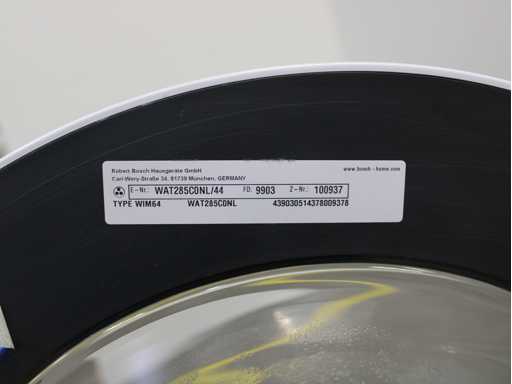 Robert Bosch Hausgeräte GmbH
www.bosch-home.com
Carl-Wery-Straße 34, 81739 München, GERMANY
E-Nr.: WAT285C0NL/44 FD. 9903 Z-Nr.: 100937
TYPE WIM64 WAT285C0NL 439030514378009378